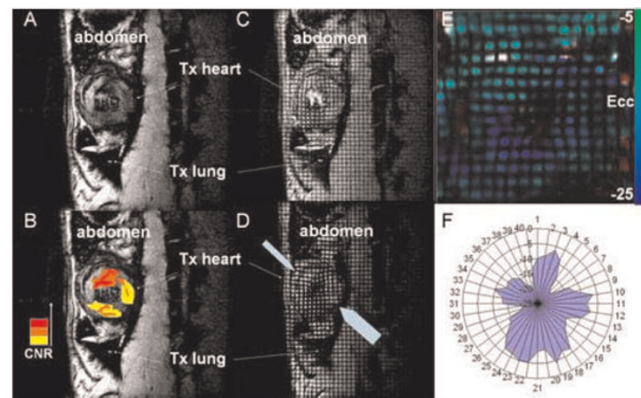 A
abdomen
Tx heart
Tx lung
C
abdomen
E
-5
Ecc
-25
B
abdomen
Tx heart
Tx lung
CNR
D
abdomen
F
1
2
3
4
5
6
7
8
9
10
11
12
13
14
15
16
17
18
19
20
21
22
23
24
25
26
27
28
29
30
31
32
33
34
35
36
37
38
39
40
0
-5